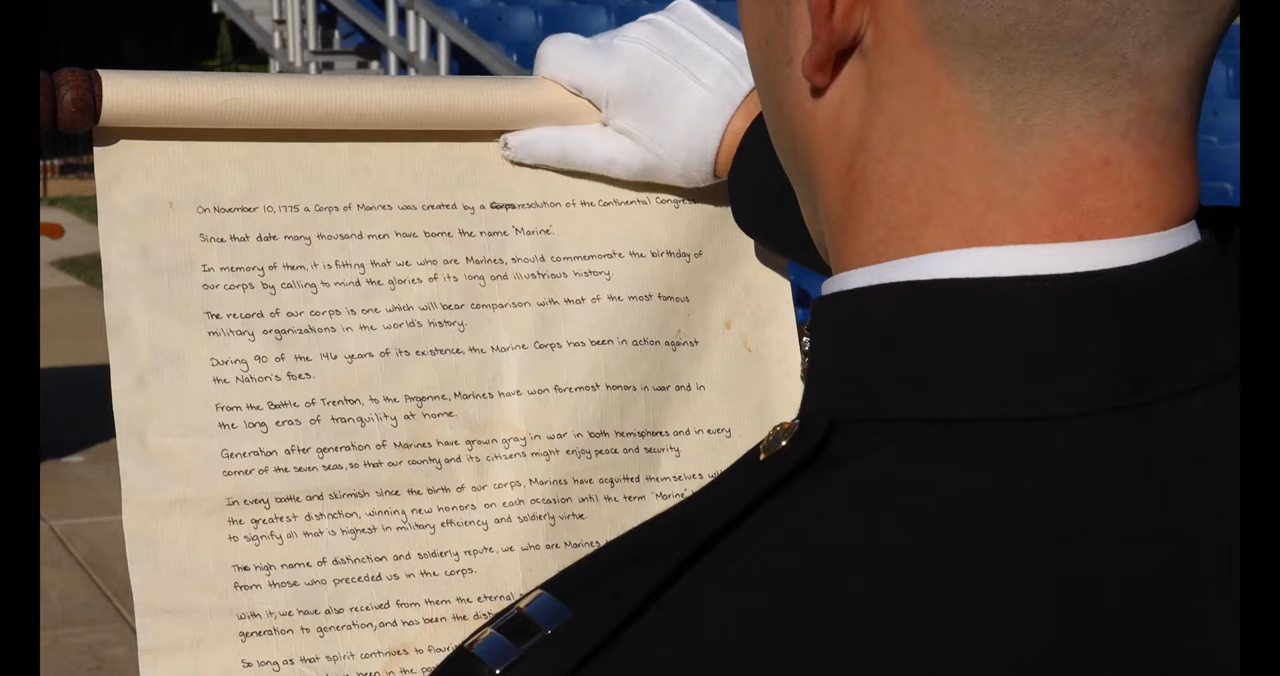 On November 10, 1775 a Corps of Marines was created by a Corps resolution of the Continental Congress
Since that date many thousand men have borne the name "Marine".
In memory of them, it is fitting that we who are Marines, should commemorate the birthday of
our corps by calling to mind the glories of its long and illustrious history.
The record of our corps is one which will bear comparison with that of the most famous
military organizations in the world's history.
During 90 of the 146 years of its existence, the Marine Corps has been in action against
the Nation's foes.
From the Battle of Trenton, to the Argonne, Marines have won foremost honors in war and in
the long eras of tranquility at home.
Generation after generation of Marines have grown gray in war in both hemispheres and in every
corner of the seven seas, so that our country and its citizens might enjoy peace and security.
In every battle and skirmish since the birth of our corps, Marines have acquitted themselves
the greatest distinction, winning new honors on each occasion until the term "Marine"
to signify all that is highest in military efficiency and soldierly virtue.
This high name of distinction and soldierly repute, we who are Marines
from those who preceded us in the corps.
With it, we have also received from them the eternal
generation to generation, and has been the
So long as that spirit continues to
been in the